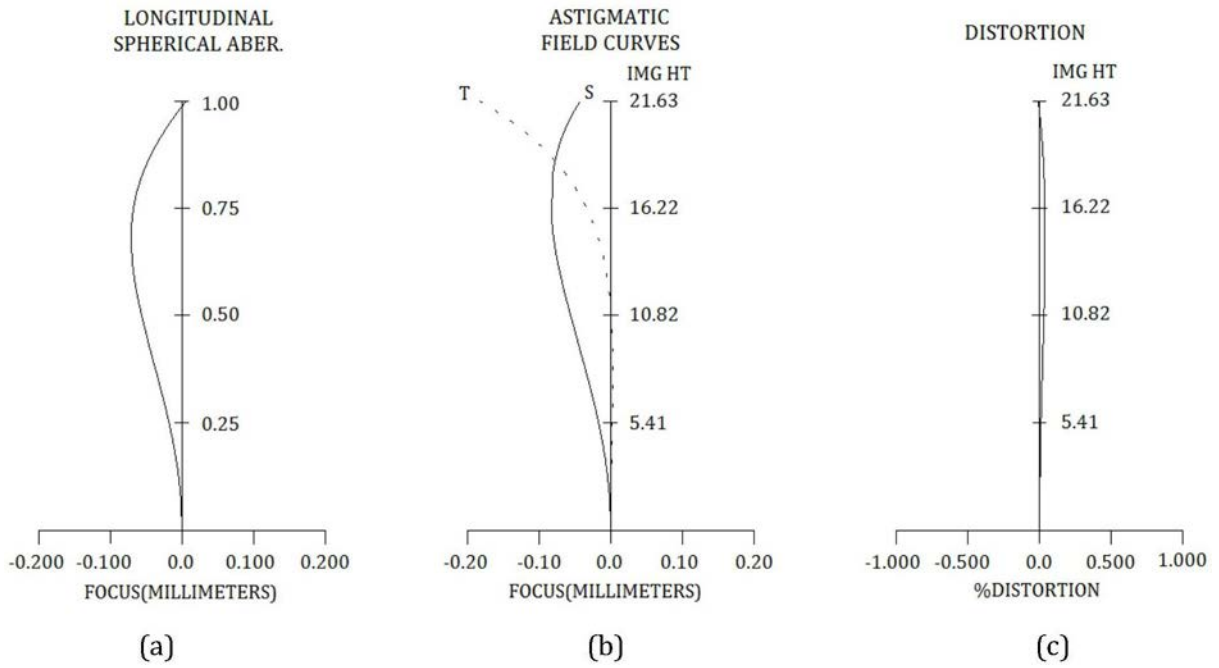 LONGITUDINAL
SPHERICAL ABER.
1.00
0.75
0.50
0.25
-0.200 -0.100 0.0 0.100 0.200
FOCUS(MILLIMETERS)
(a)
ASTIGMATIC
FIELD CURVES
IMG HT
T S 21.63
16.22
10.82
5.41
-0.20 -0.10 0.0 0.10 0.20
FOCUS(MILLIMETERS)
(b)
DISTORTION
IMG HT
21.63
16.22
10.82
5.41
-1.000 -0.500 0.0 0.500 1.000
%DISTORTION
(c)